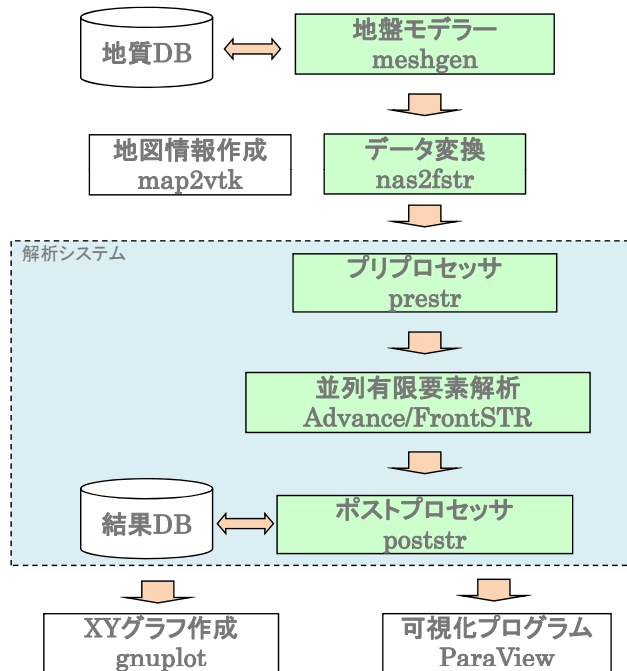 地質DB
地盤モデラー
meshgen
地図情報作成
map2vtk
データ変換
nas2fstr
解析システム
プリプロセッサ
prestr
並列有限要素解析
Advance/FrontSTR
結果DB
ポストプロセッサ
poststr
XYグラフ作成
gnuplot
可視化プログラム
ParaView